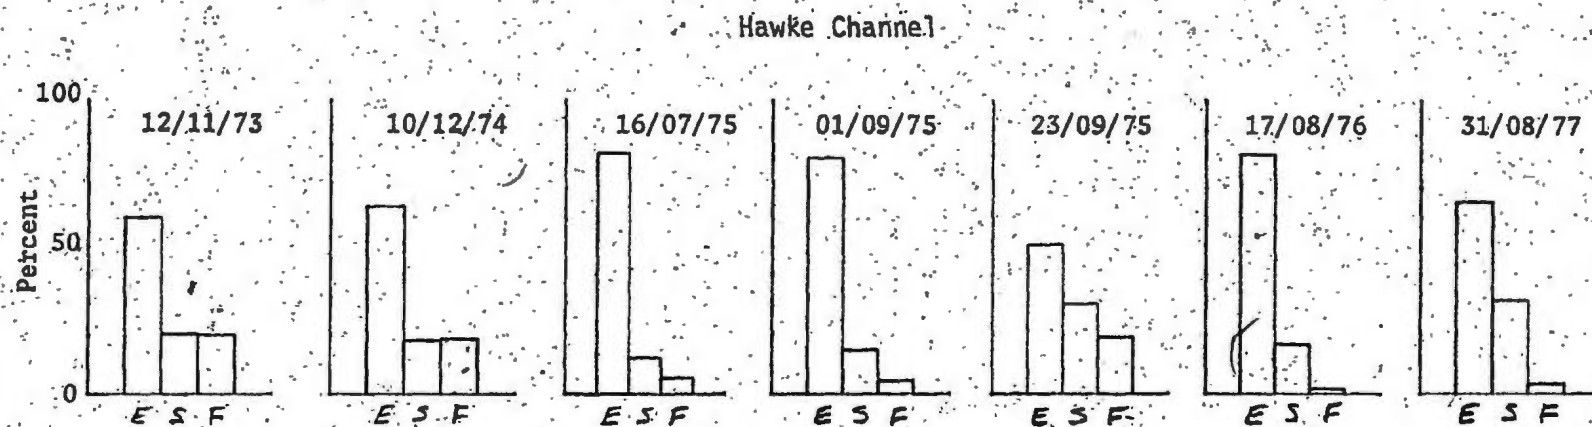 Hawke Channel
100
12/11/73 10/12/74 16/07/75 01/09/75 23/09/75 17/08/76 31/08/77
Percent
50
0
E S F E S F E S F E S F E S F E S F E S F